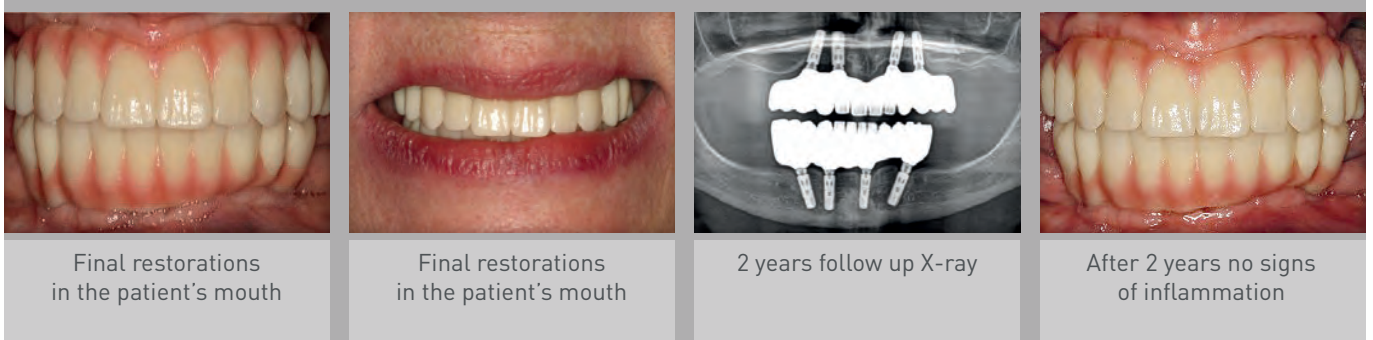 Final restorations
in the patient's mouth
Final restorations
in the patient's mouth
2 years follow up X-ray
After 2 years no signs
of inflammation